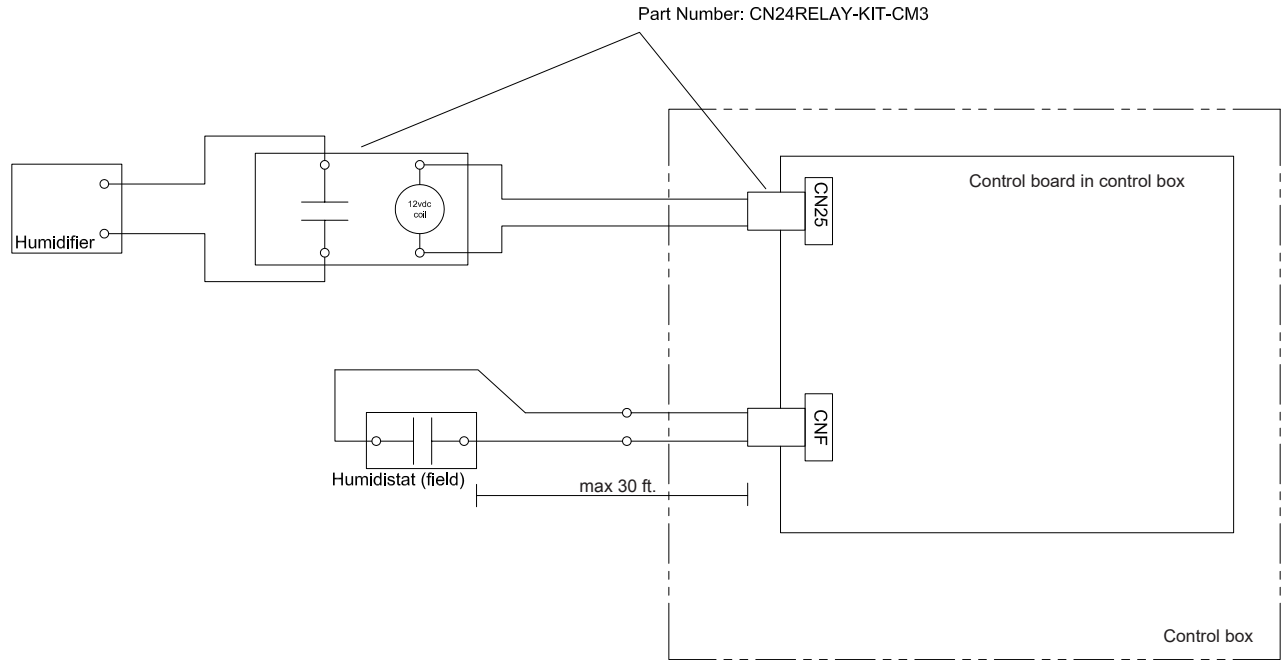 Part Number: CN24RELAY-KIT-CM3
Control board in control box
CN25
12vdc
coil
Humidifier
CNF
Humidistat (field)
max 30 ft.
Control box